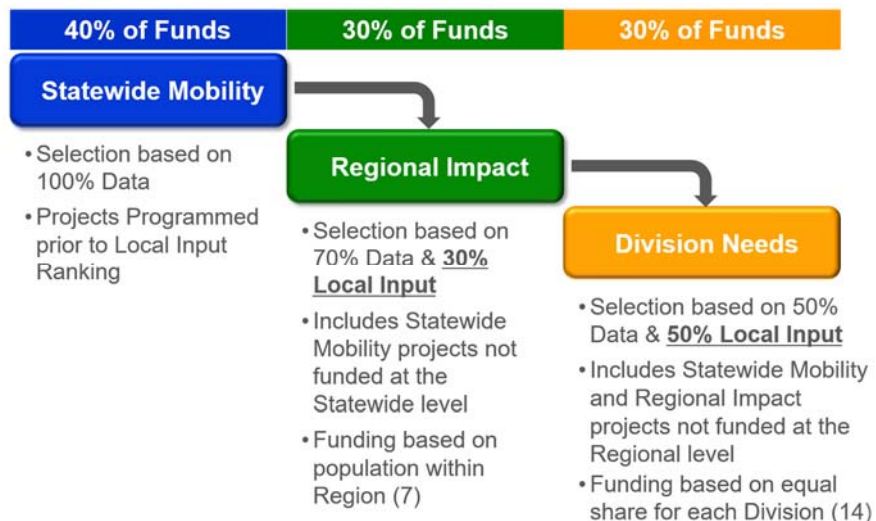 40% of Funds
30% of Funds
30% of Funds
Statewide Mobility
• Selection based on
100% Data
• Projects Programmed
prior to Local Input
Ranking
Regional Impact
• Selection based on
70% Data & 30%
Local Input
• Includes Statewide
Mobility projects not
funded at the
Statewide level
• Funding based on
population within
Region (7)
Division Needs
• Selection based on 50%
Data & 50% Local Input
• Includes Statewide Mobility
and Regional Impact
projects not funded at the
Regional level
• Funding based on equal
share for each Division (14)